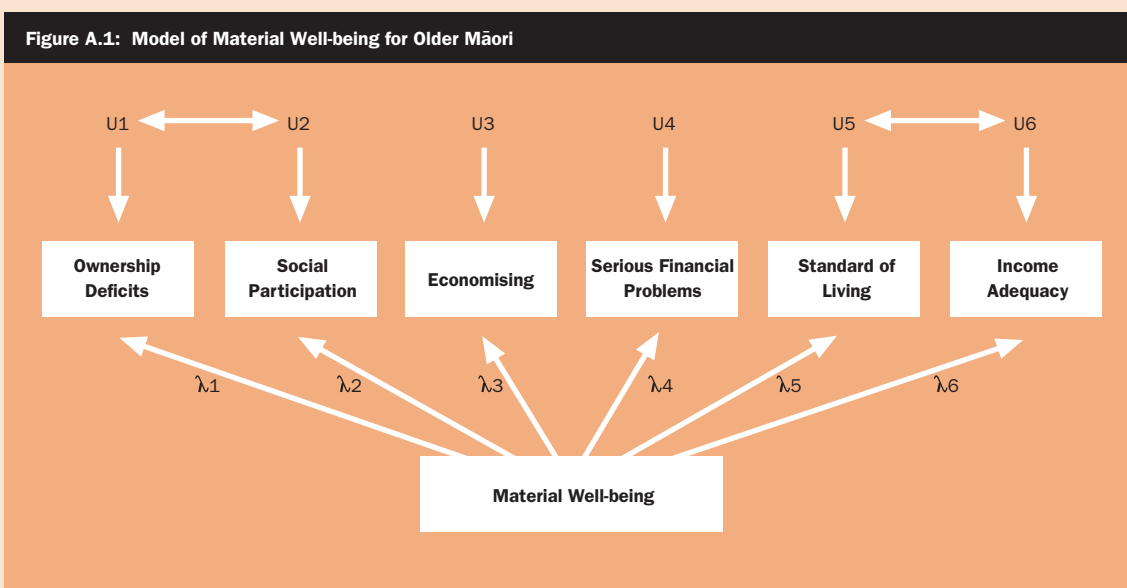 Figure A.1: Model of Material Well-being for Older Māori
U1 U2 U3 U4 U5 U6
Ownership
Deficits
Social
Participation
Economising
Serious Financial
Problems
Standard of
Living
Income
Adequacy
λ1 λ2 λ3 λ4 λ5 λ6
Material Well-being